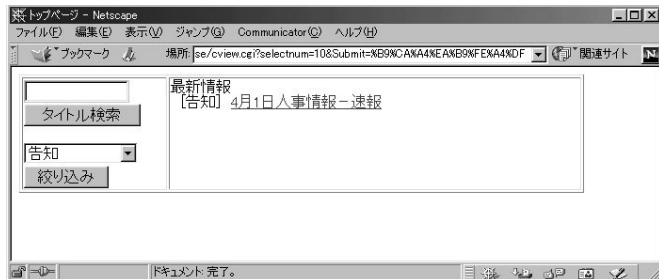 トップページ - Netscape
ファイル(F) 編集(E) 表示(V) ジャンプ(G) Communicator(C) ヘルプ(H)
ブックマーク 場所: se/cview.cgi?selectnum=10&Submit=%B9%CA%A4%EA%B9%FE%A4%DF 関連サイト N
最新情報
[告知] 4月1日人事情報－速報
タイトル検索
告知
絞り込み
ドキュメント: 完了。